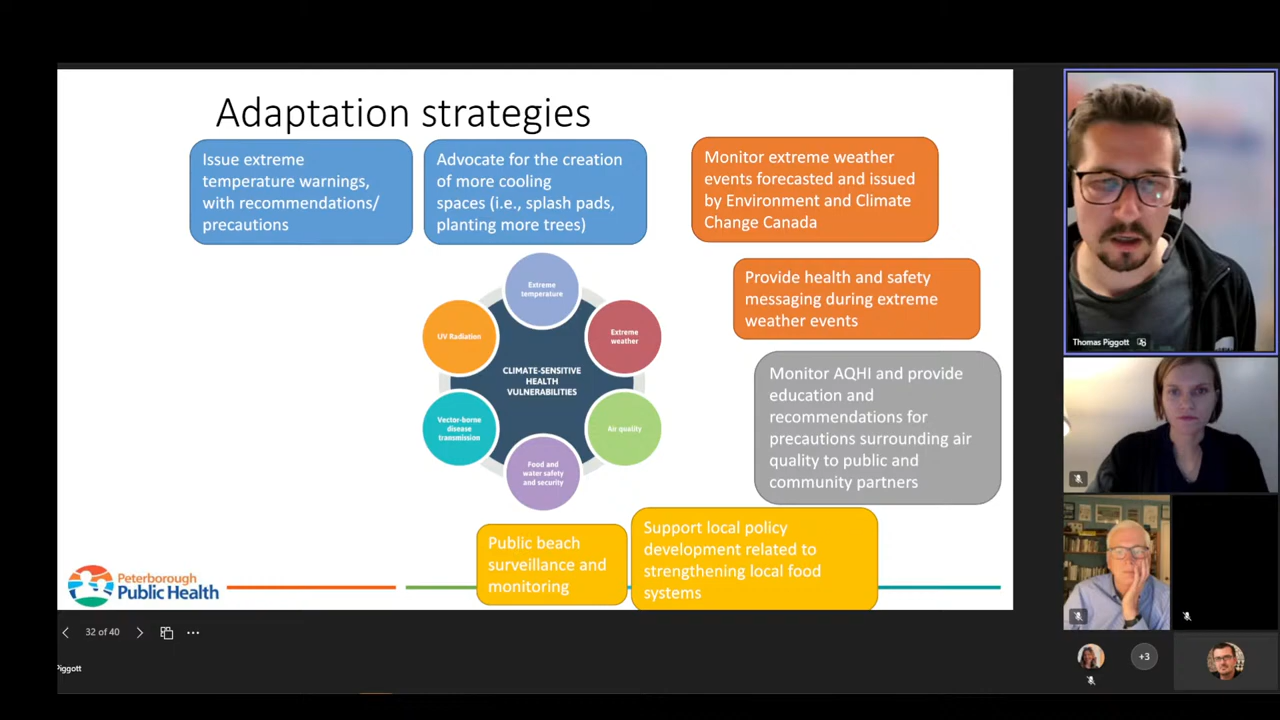 Adaptation strategies
Issue extreme
temperature warnings,
with recommendations/
precautions
Advocate for the creation
of more cooling
spaces (i.e., splash pads,
planting more trees)
Monitor extreme weather
events forecasted and issued
by Environment and Climate
Change Canada
Provide health and safety
messaging during extreme
weather events
Monitor AQHI and provide
education and
recommendations for
precautions surrounding air
quality to public and
community partners
Extreme
temperature
UV Radiation
Extreme
weather
CLIMATE-SENSITIVE
HEALTH
VULNERABILITIES
Vector-borne
disease
transmission
Air quality
Food and
water safety
and security
Public beach
surveillance and
monitoring
Support local policy
development related to
strengthening local food
systems
Peterborough
Public Health
32 of 40
Piggott
Thomas Piggott
+3